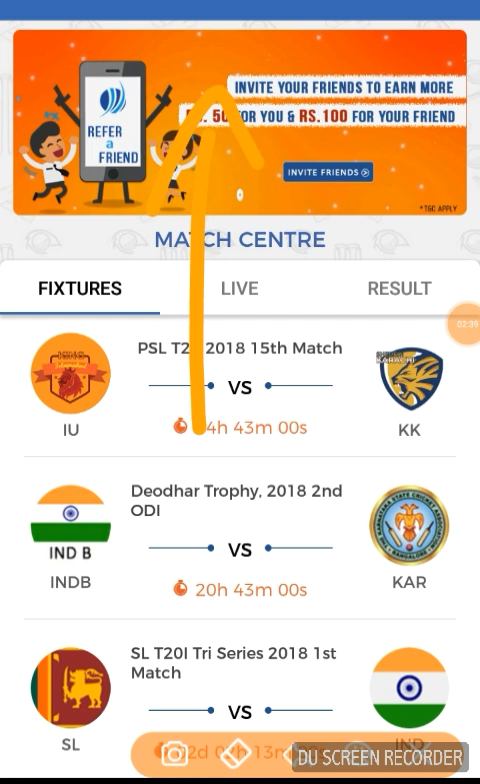 REFER
a
FRIEND
INVITE YOUR FRIENDS TO EARN MORE
FOR YOU & RS.100 FOR YOUR FRIEND
INVITE FRIENDS
*T&C APPLY
MATCH CENTRE
FIXTURES LIVE RESULT
02:39
PSL 2018 15th Match
VS
IU KK
4h 43m 00s
Deodhar Trophy, 2018 2nd
ODI
IND B
VS
INDB KAR
20h 43m 00s
SL T20I Tri Series 2018 1st
Match
VS
SL IND
DU SCREEN RECORDER